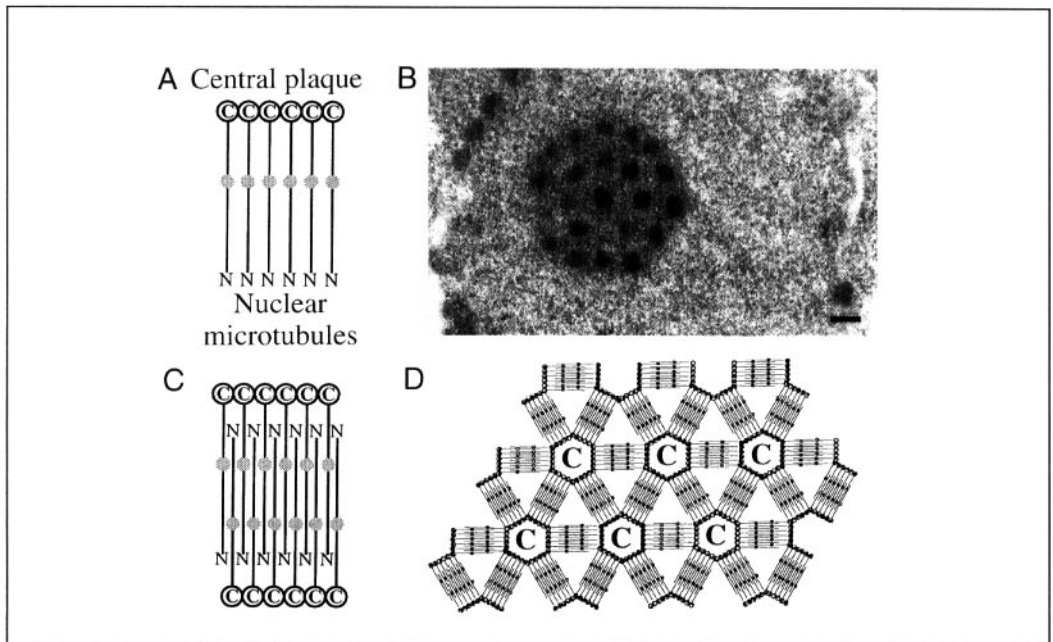 A Central plaque
CCCCCC
NNNNNN
Nuclear
microtubules
B
C
CCCCCC
NNNNNN
NNNNNN
CCCCCC
D
C C C
C C C